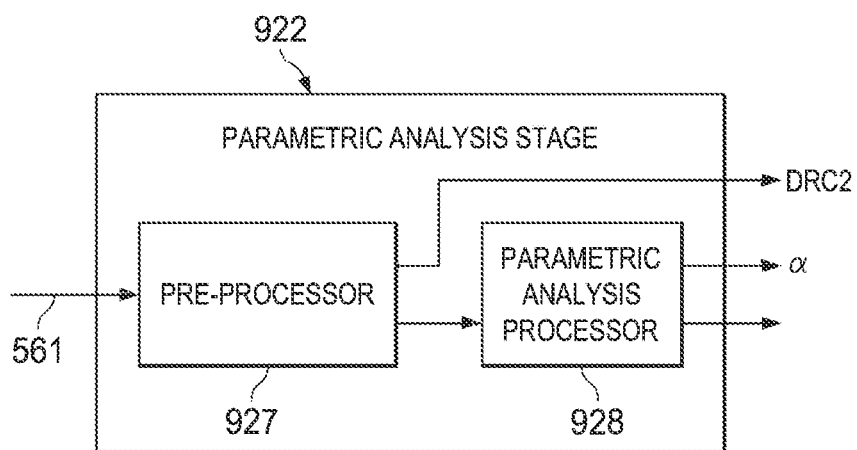 922
PARAMETRIC ANALYSIS STAGE
DRC2
PRE-PROCESSOR
PARAMETRIC
ANALYSIS
PROCESSOR
α
561
927
928